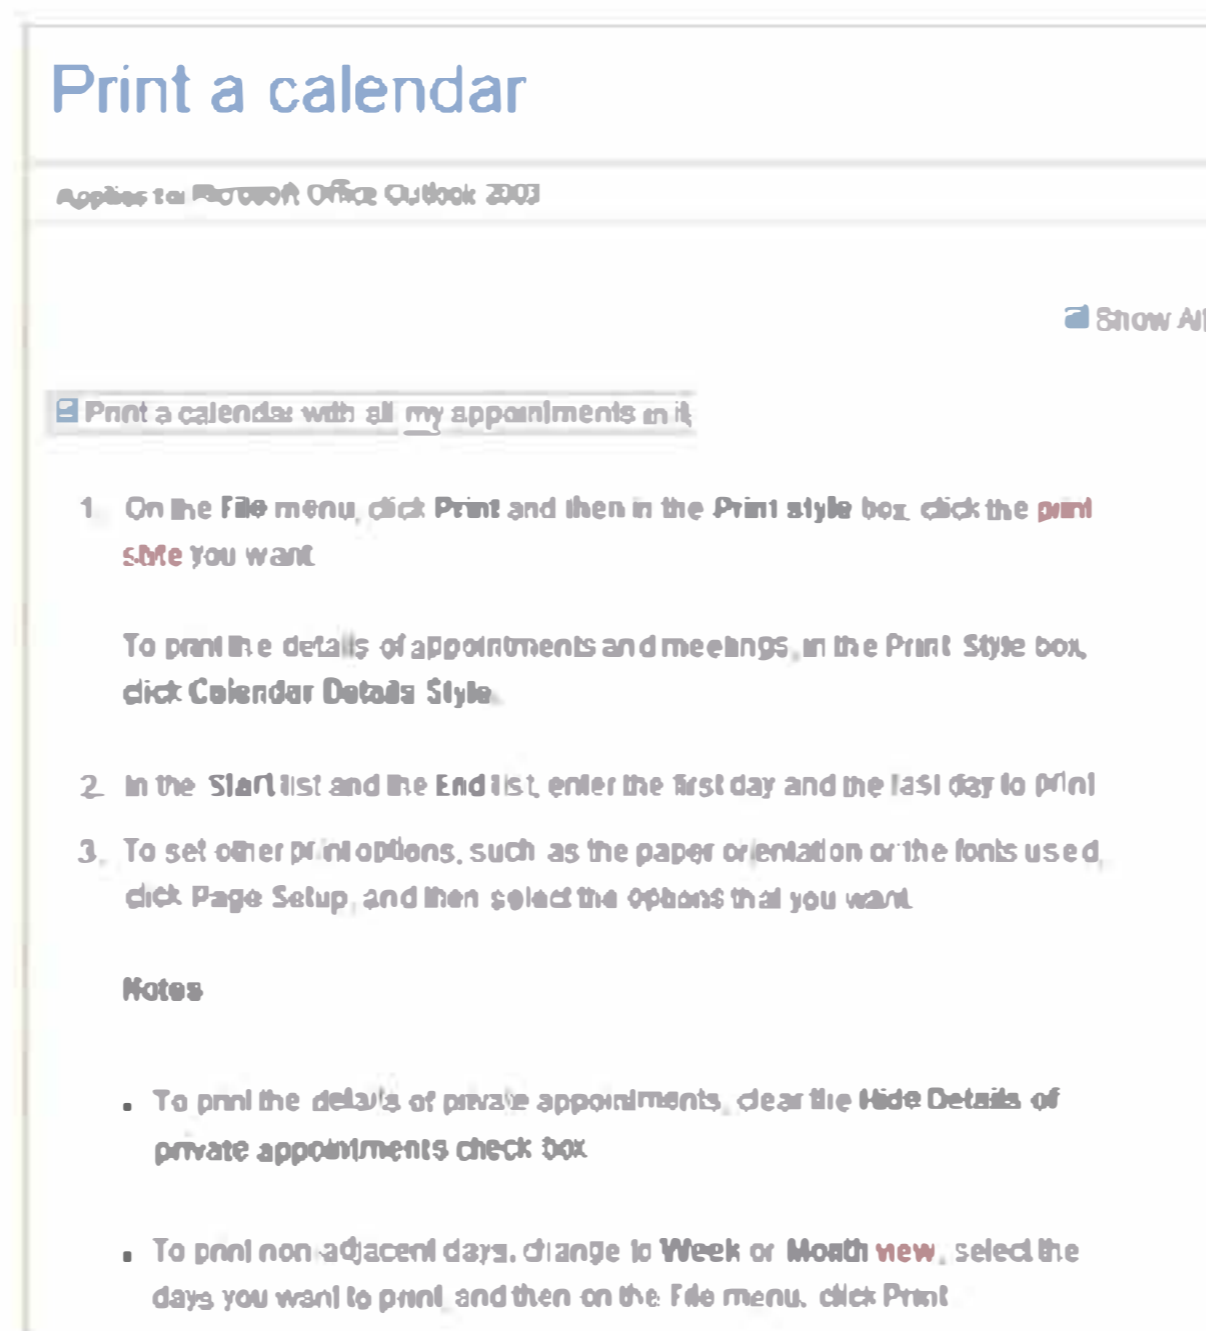 Print a calendar
Applies to: Microsoft Office Outlook 2003
Show All
Print a calendar with all my appointments in it
1. On the File menu, click Print and then in the Print style box, click the print
style you want.
To print the details of appointments and meetings, in the Print Style box,
click Calendar Details Style.
2. In the Start list and the End list, enter the first day and the last day to print.
3. To set other print options, such as the paper orientation or the fonts used,
click Page Setup, and then select the options that you want.
Notes
▪ To print the details of private appointments, clear the Hide Details of
private appointments check box.
▪ To print non-adjacent days, change to Week or Month view, select the
days you want to print, and then on the File menu, click Print